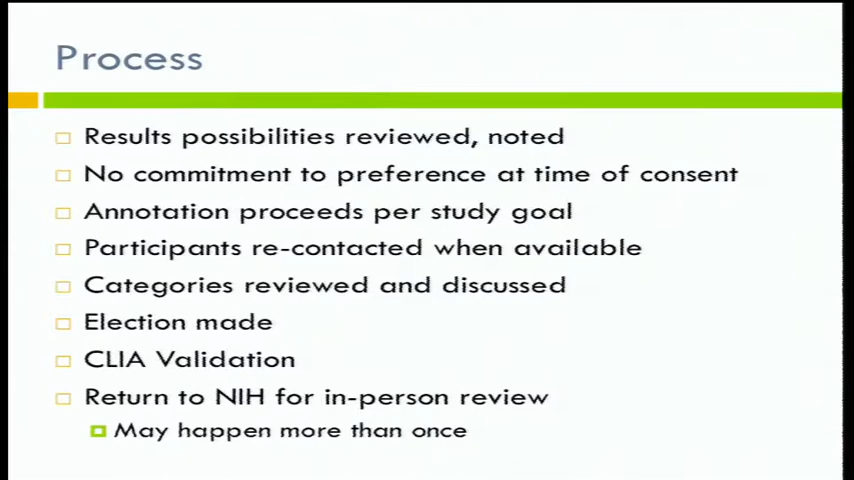 Process
Results possibilities reviewed, noted
No commitment to preference at time of consent
Annotation proceeds per study goal
Participants re-contacted when available
Categories reviewed and discussed
Election made
CLIA Validation
Return to NIH for in-person review
May happen more than once